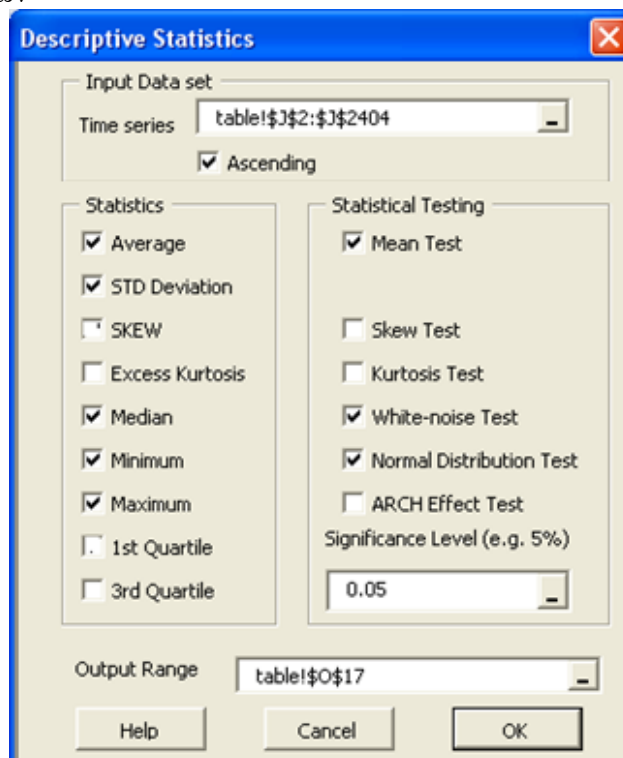 Descriptive Statistics
Input Data set
Time series table!$J$2:$J$2404
Ascending
Statistics
Average
STD Deviation
SKEW
Excess Kurtosis
Median
Minimum
Maximum
1st Quartile
3rd Quartile
Statistical Testing
Mean Test
Skew Test
Kurtosis Test
White-noise Test
Normal Distribution Test
ARCH Effect Test
Significance Level (e.g. 5%)
0.05
Output Range table!$O$17
Help Cancel OK